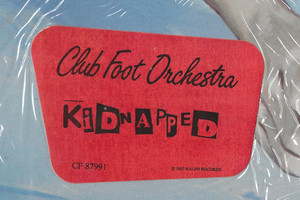 Club Foot Orchestra
KiDNAPPED
CF 87991